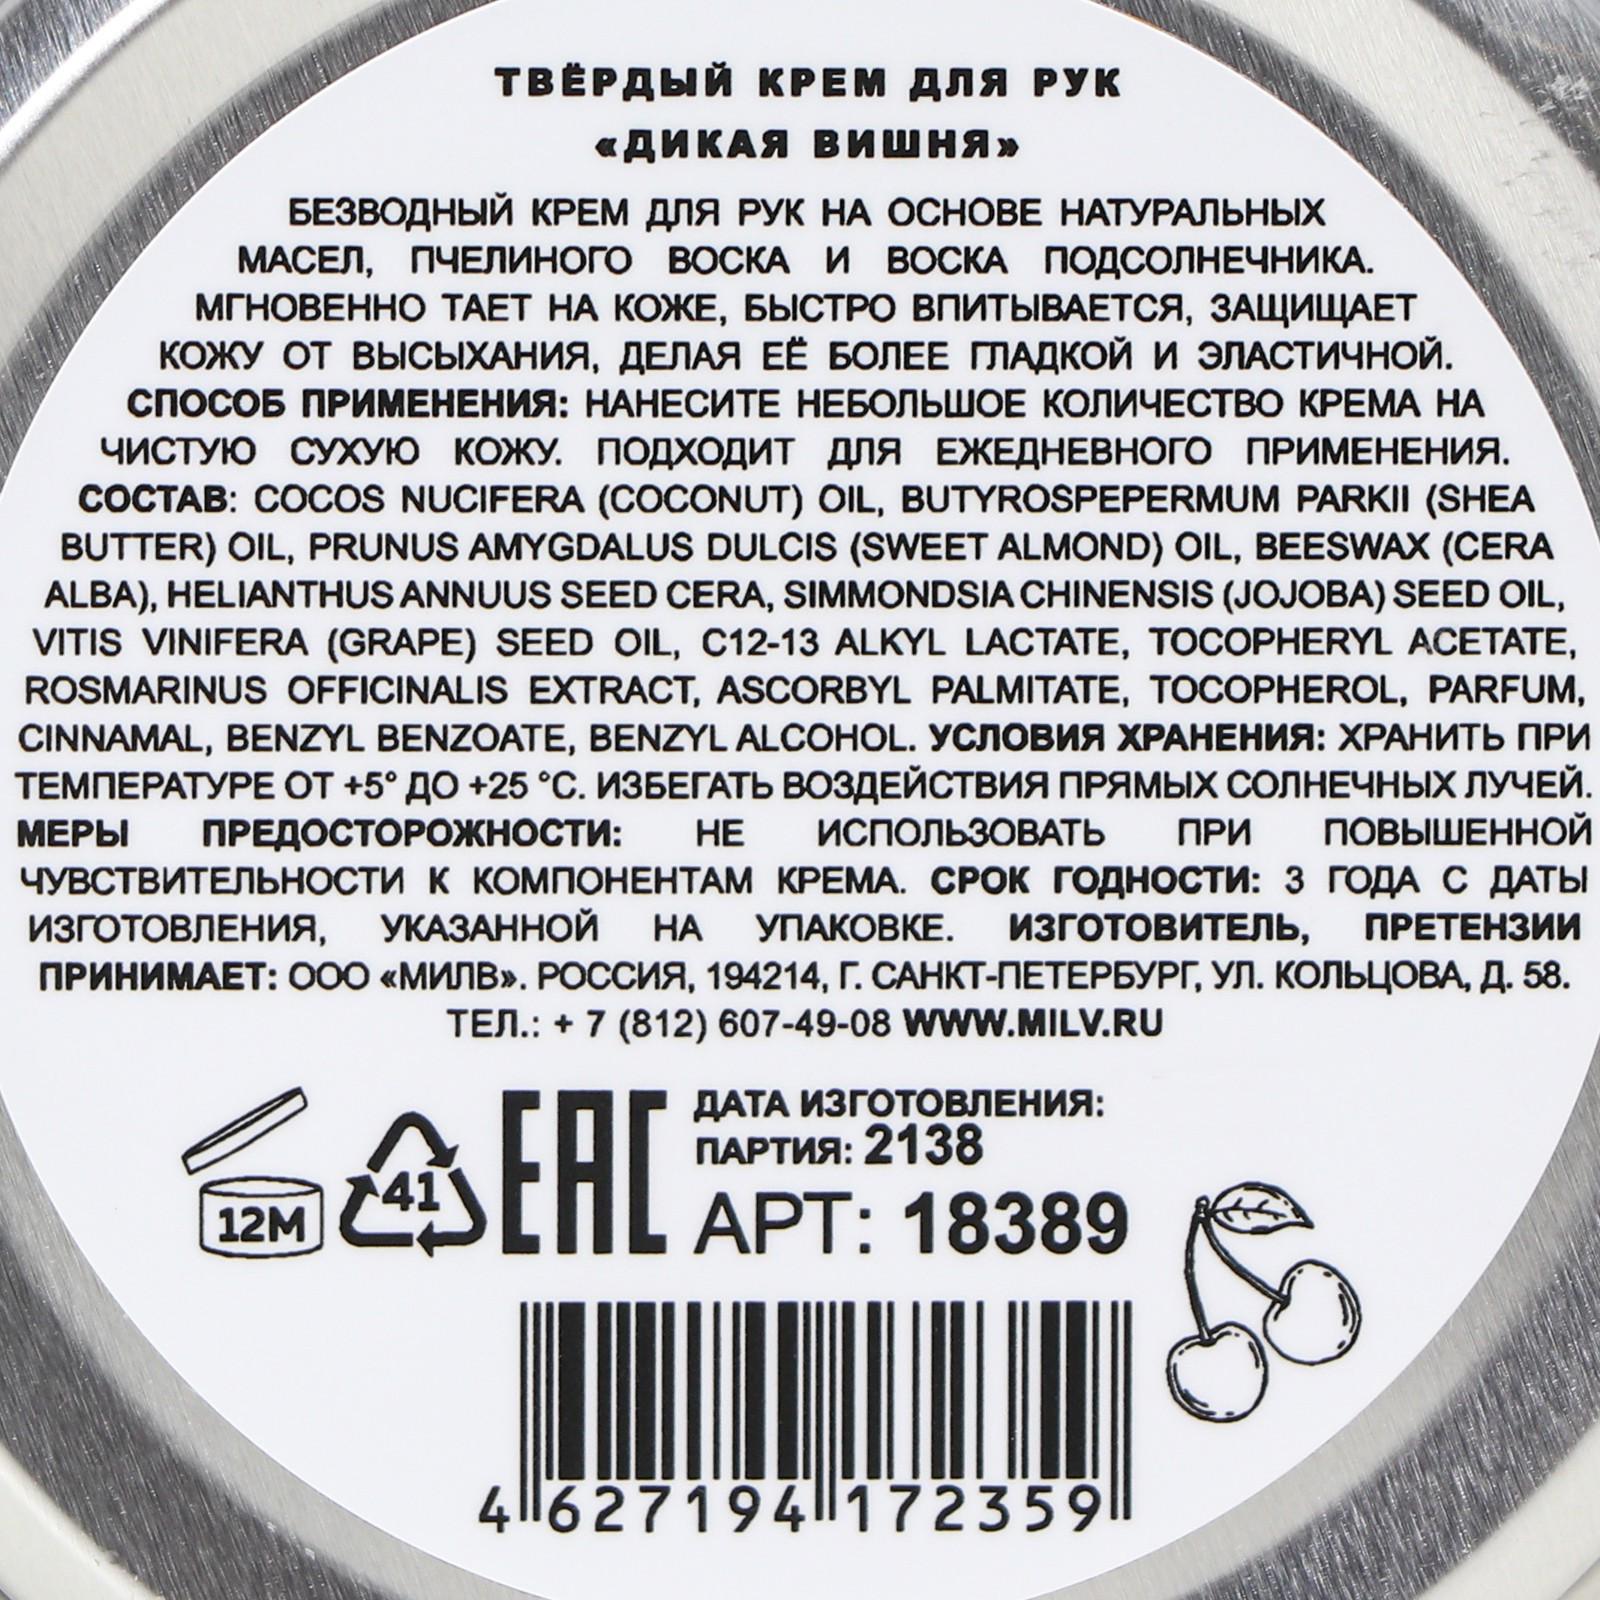 ТВЁРДЫЙ КРЕМ ДЛЯ РУК
«ДИКАЯ ВИШНЯ»
БЕЗВОДНЫЙ КРЕМ ДЛЯ РУК НА ОСНОВЕ НАТУРАЛЬНЫХ
МАСЕЛ, ПЧЕЛИНОГО ВОСКА И ВОСКА ПОДСОЛНЕЧНИКА.
МГНОВЕННО ТАЕТ НА КОЖЕ, БЫСТРО ВПИТЫВАЕТСЯ, ЗАЩИЩАЕТ
КОЖУ ОТ ВЫСЫХАНИЯ, ДЕЛАЯ ЕЁ БОЛЕЕ ГЛАДКОЙ И ЭЛАСТИЧНОЙ.
СПОСОБ ПРИМЕНЕНИЯ: НАНЕСИТЕ НЕБОЛЬШОЕ КОЛИЧЕСТВО КРЕМА НА
ЧИСТУЮ СУХУЮ КОЖУ. ПОДХОДИТ ДЛЯ ЕЖЕДНЕВНОГО ПРИМЕНЕНИЯ.
СОСТАВ: COCOS NUCIFERA (COCONUT) OIL, BUTYROSPEPERMUM PARKII (SHEA
BUTTER) OIL, PRUNUS AMYGDALUS DULCIS (SWEET ALMOND) OIL, BEESWAX (CERA
ALBA), HELIANTHUS ANNUUS SEED CERA, SIMMONDSIA CHINENSIS (JOJOBA) SEED OIL,
VITIS VINIFERA (GRAPE) SEED OIL, C12-13 ALKYL LACTATE, TOCOPHERYL ACETATE,
ROSMARINUS OFFICINALIS EXTRACT, ASCORBYL PALMITATE, TOCOPHEROL, PARFUM,
CINNAMAL, BENZYL BENZOATE, BENZYL ALCOHOL. УСЛОВИЯ ХРАНЕНИЯ: ХРАНИТЬ ПРИ
ТЕМПЕРАТУРЕ ОТ +5° ДО +25 °С. ИЗБЕГАТЬ ВОЗДЕЙСТВИЯ ПРЯМЫХ СОЛНЕЧНЫХ ЛУЧЕЙ.
МЕРЫ ПРЕДОСТОРОЖНОСТИ: НЕ ИСПОЛЬЗОВАТЬ ПРИ ПОВЫШЕННОЙ
ЧУВСТВИТЕЛЬНОСТИ К КОМПОНЕНТАМ КРЕМА. СРОК ГОДНОСТИ: 3 ГОДА С ДАТЫ
ИЗГОТОВЛЕНИЯ, УКАЗАННОЙ НА УПАКОВКЕ. ИЗГОТОВИТЕЛЬ, ПРЕТЕНЗИИ
ПРИНИМАЕТ: ООО «МИЛВ». РОССИЯ, 194214, Г. САНКТ-ПЕТЕРБУРГ, УЛ. КОЛЬЦОВА, Д. 58.
ТЕЛ.: + 7 (812) 607-49-08 WWW.MILV.RU
ДАТА ИЗГОТОВЛЕНИЯ:
ПАРТИЯ: 2138
АРТ: 18389
12M
41
EAC
4 627194 172359